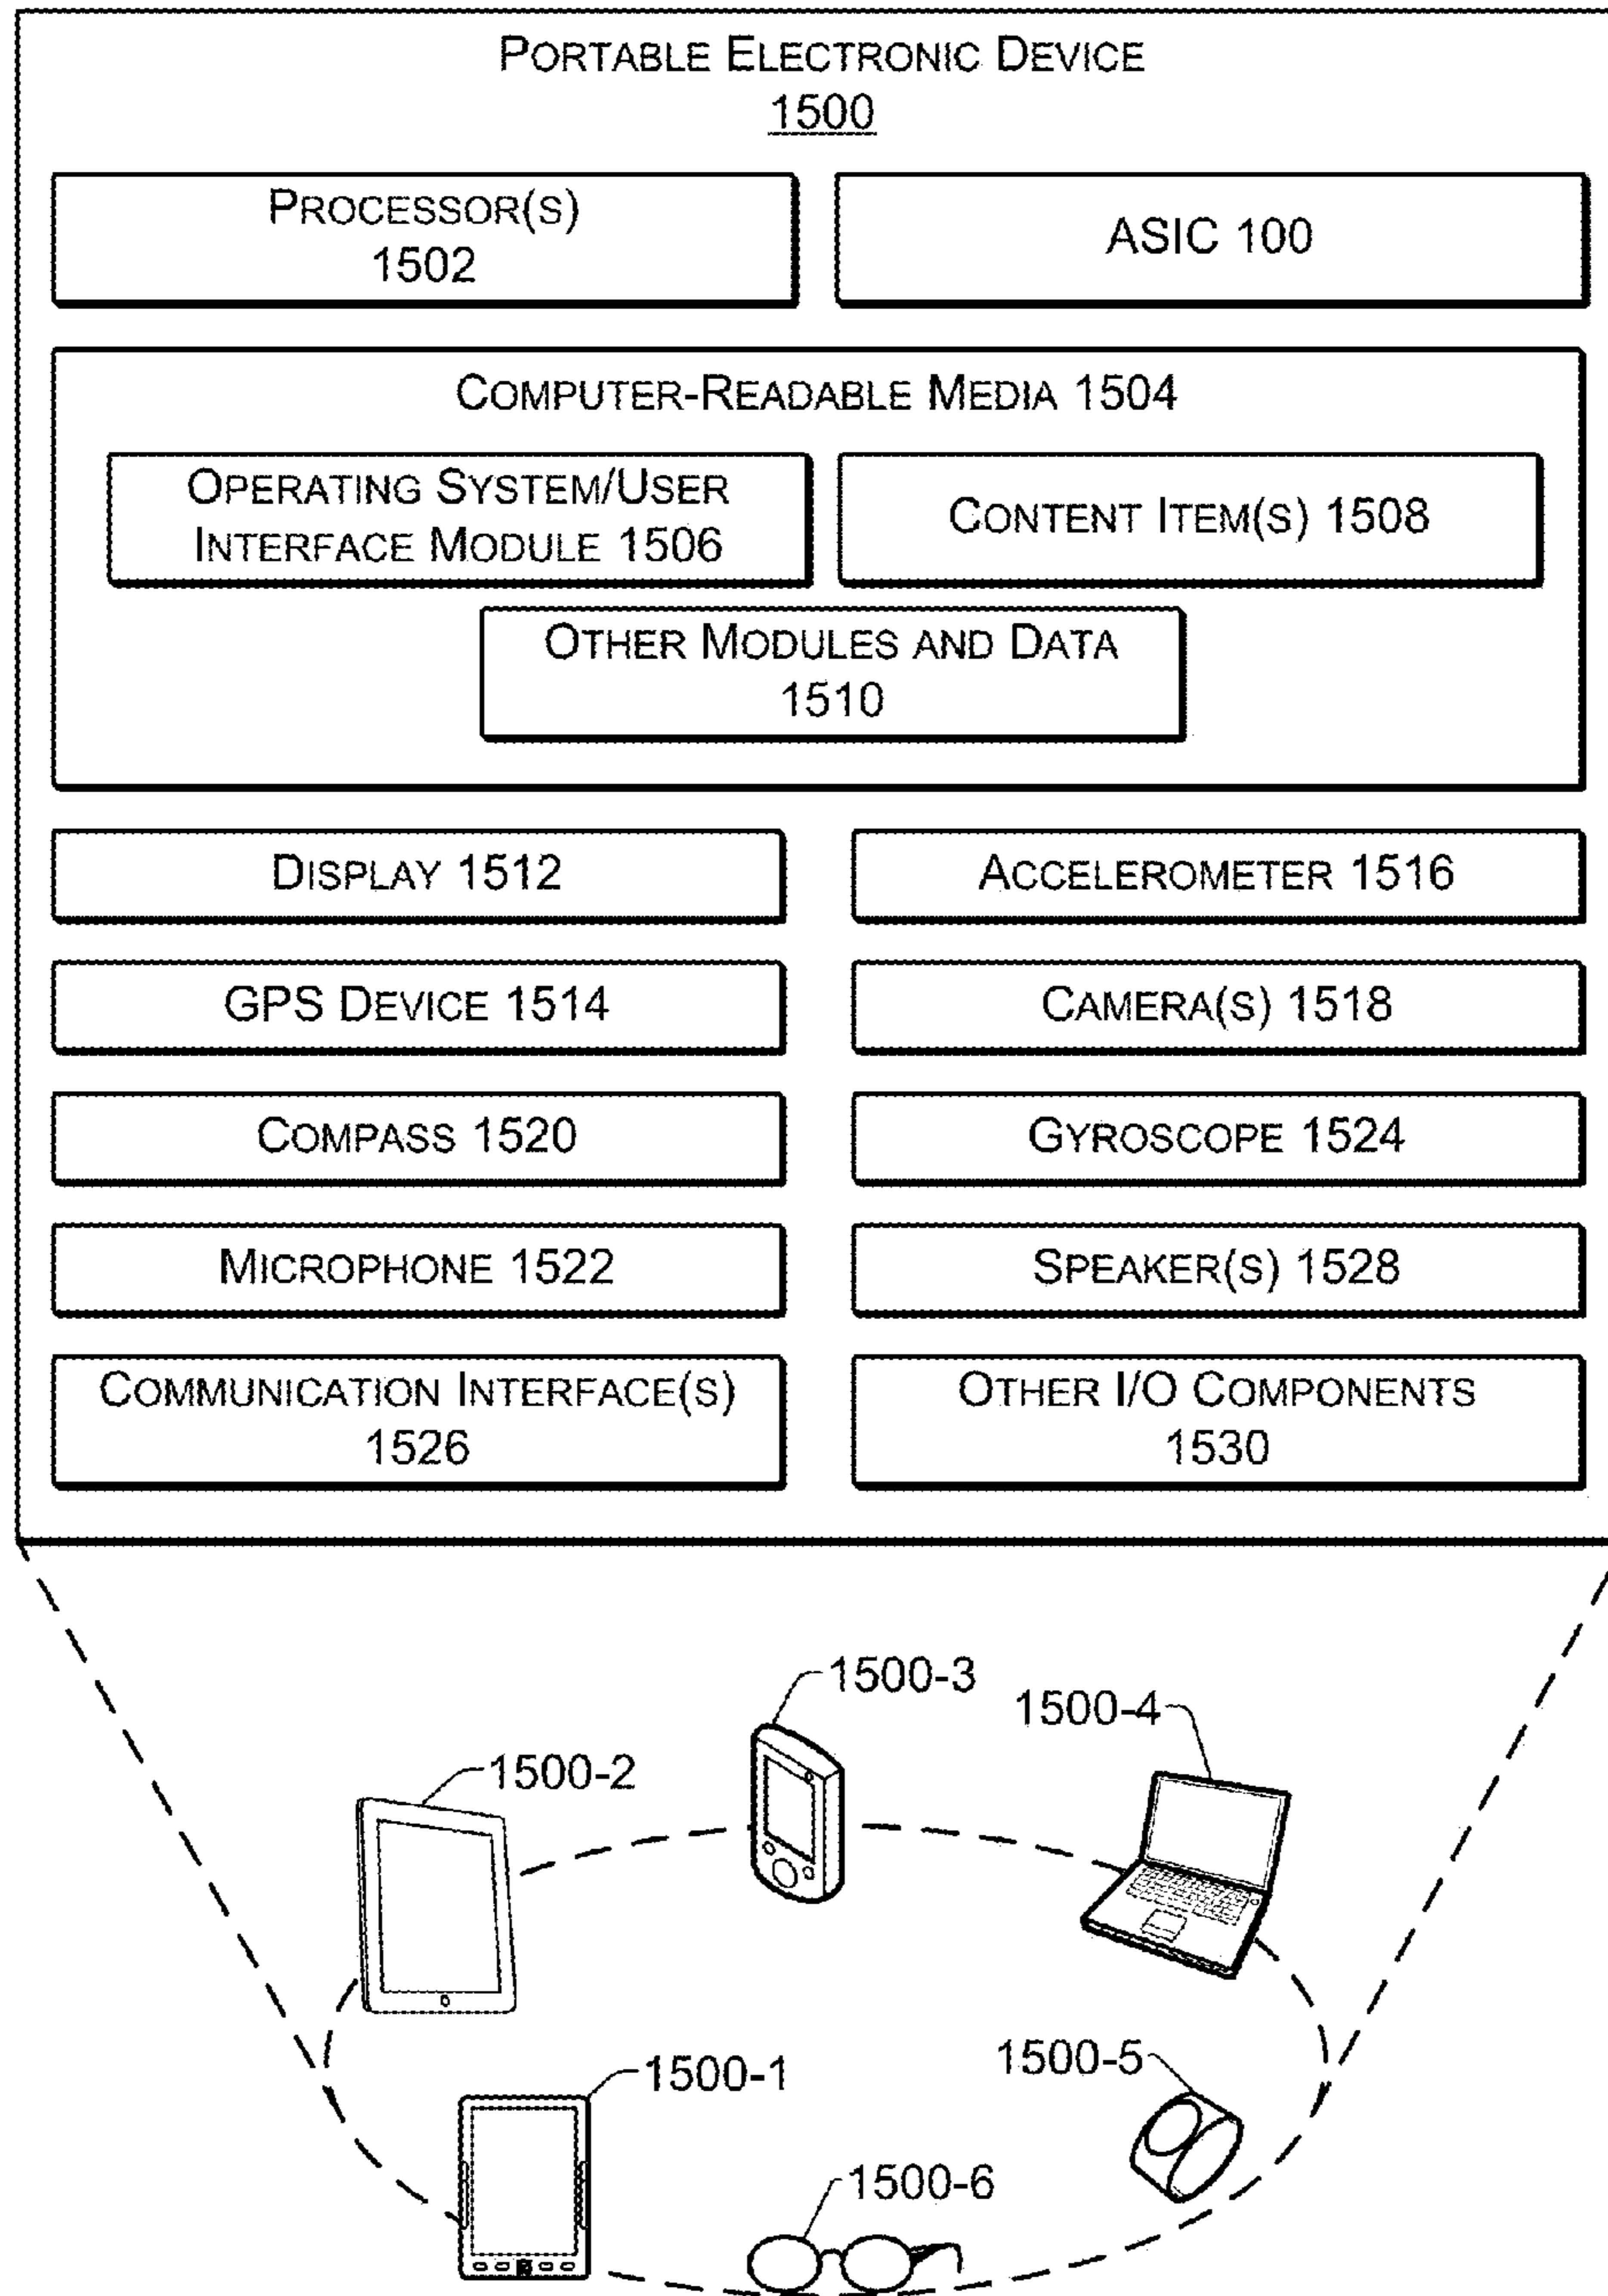 PORTABLE ELECTRONIC DEVICE
1500
PROCESSOR(S)
1502
ASIC 100
COMPUTER-READABLE MEDIA 1504
OPERATING SYSTEM/USER
INTERFACE MODULE 1506
CONTENT ITEM(S) 1508
OTHER MODULES AND DATA
1510
DISPLAY 1512
ACCELEROMETER 1516
GPS DEVICE 1514
CAMERA(S) 1518
COMPASS 1520
GYROSCOPE 1524
MICROPHONE 1522
SPEAKER(S) 1528
COMMUNICATION INTERFACE(S)
1526
OTHER I/O COMPONENTS
1530
1500-3
1500-4
1500-2
1500-5
1500-1
1500-6